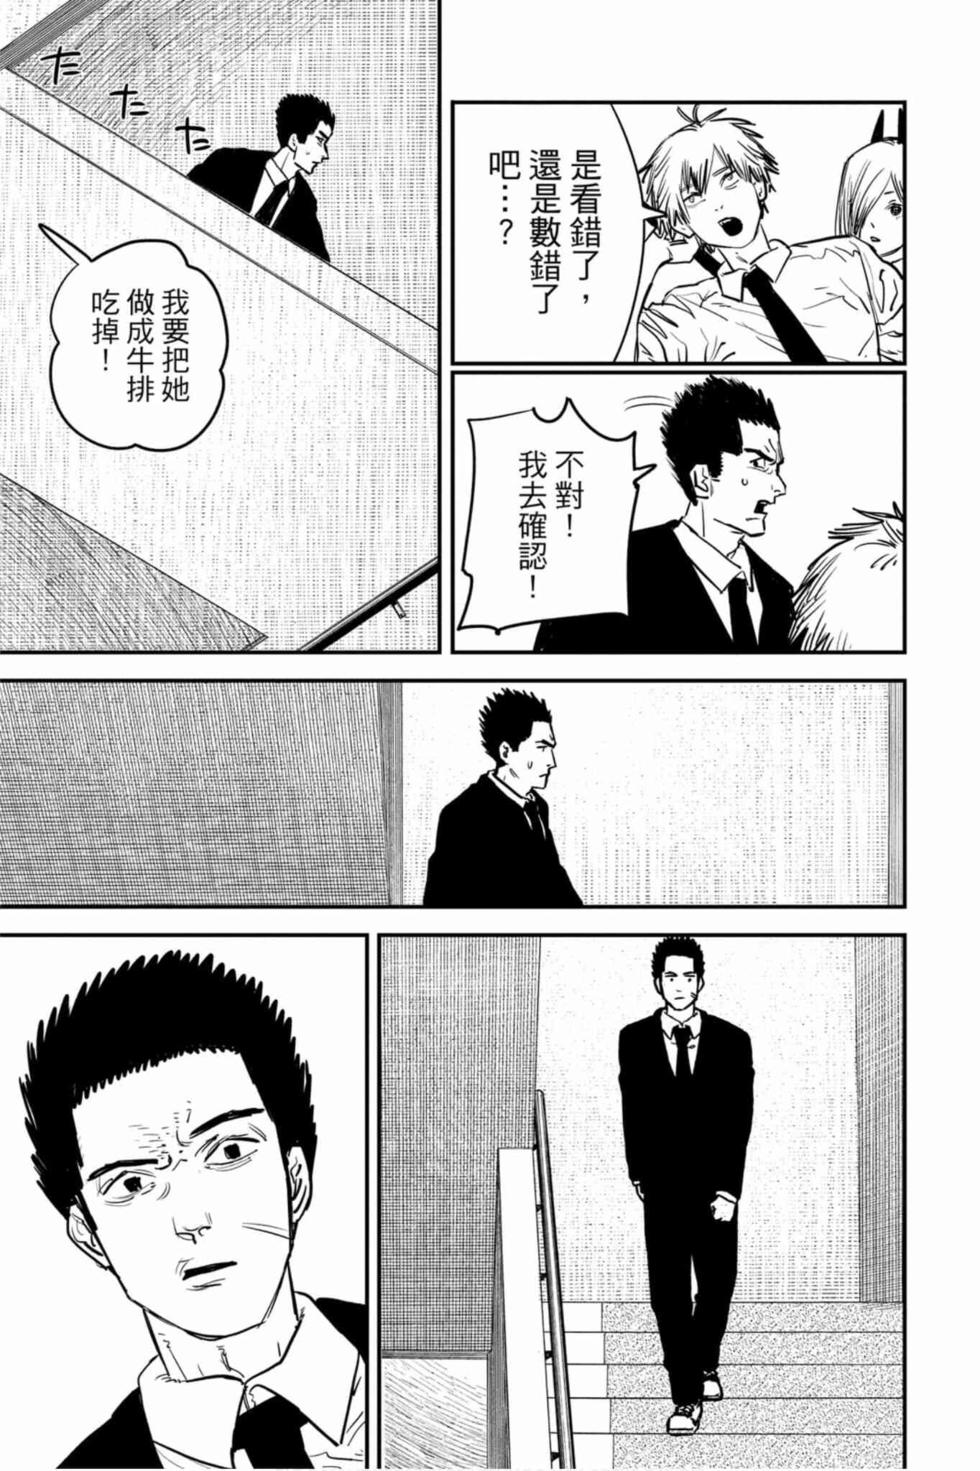 是看錯了，
還是數錯了
吧…？
不對！
我去確認！
た
た
た
我要把她
做成牛排
吃掉！